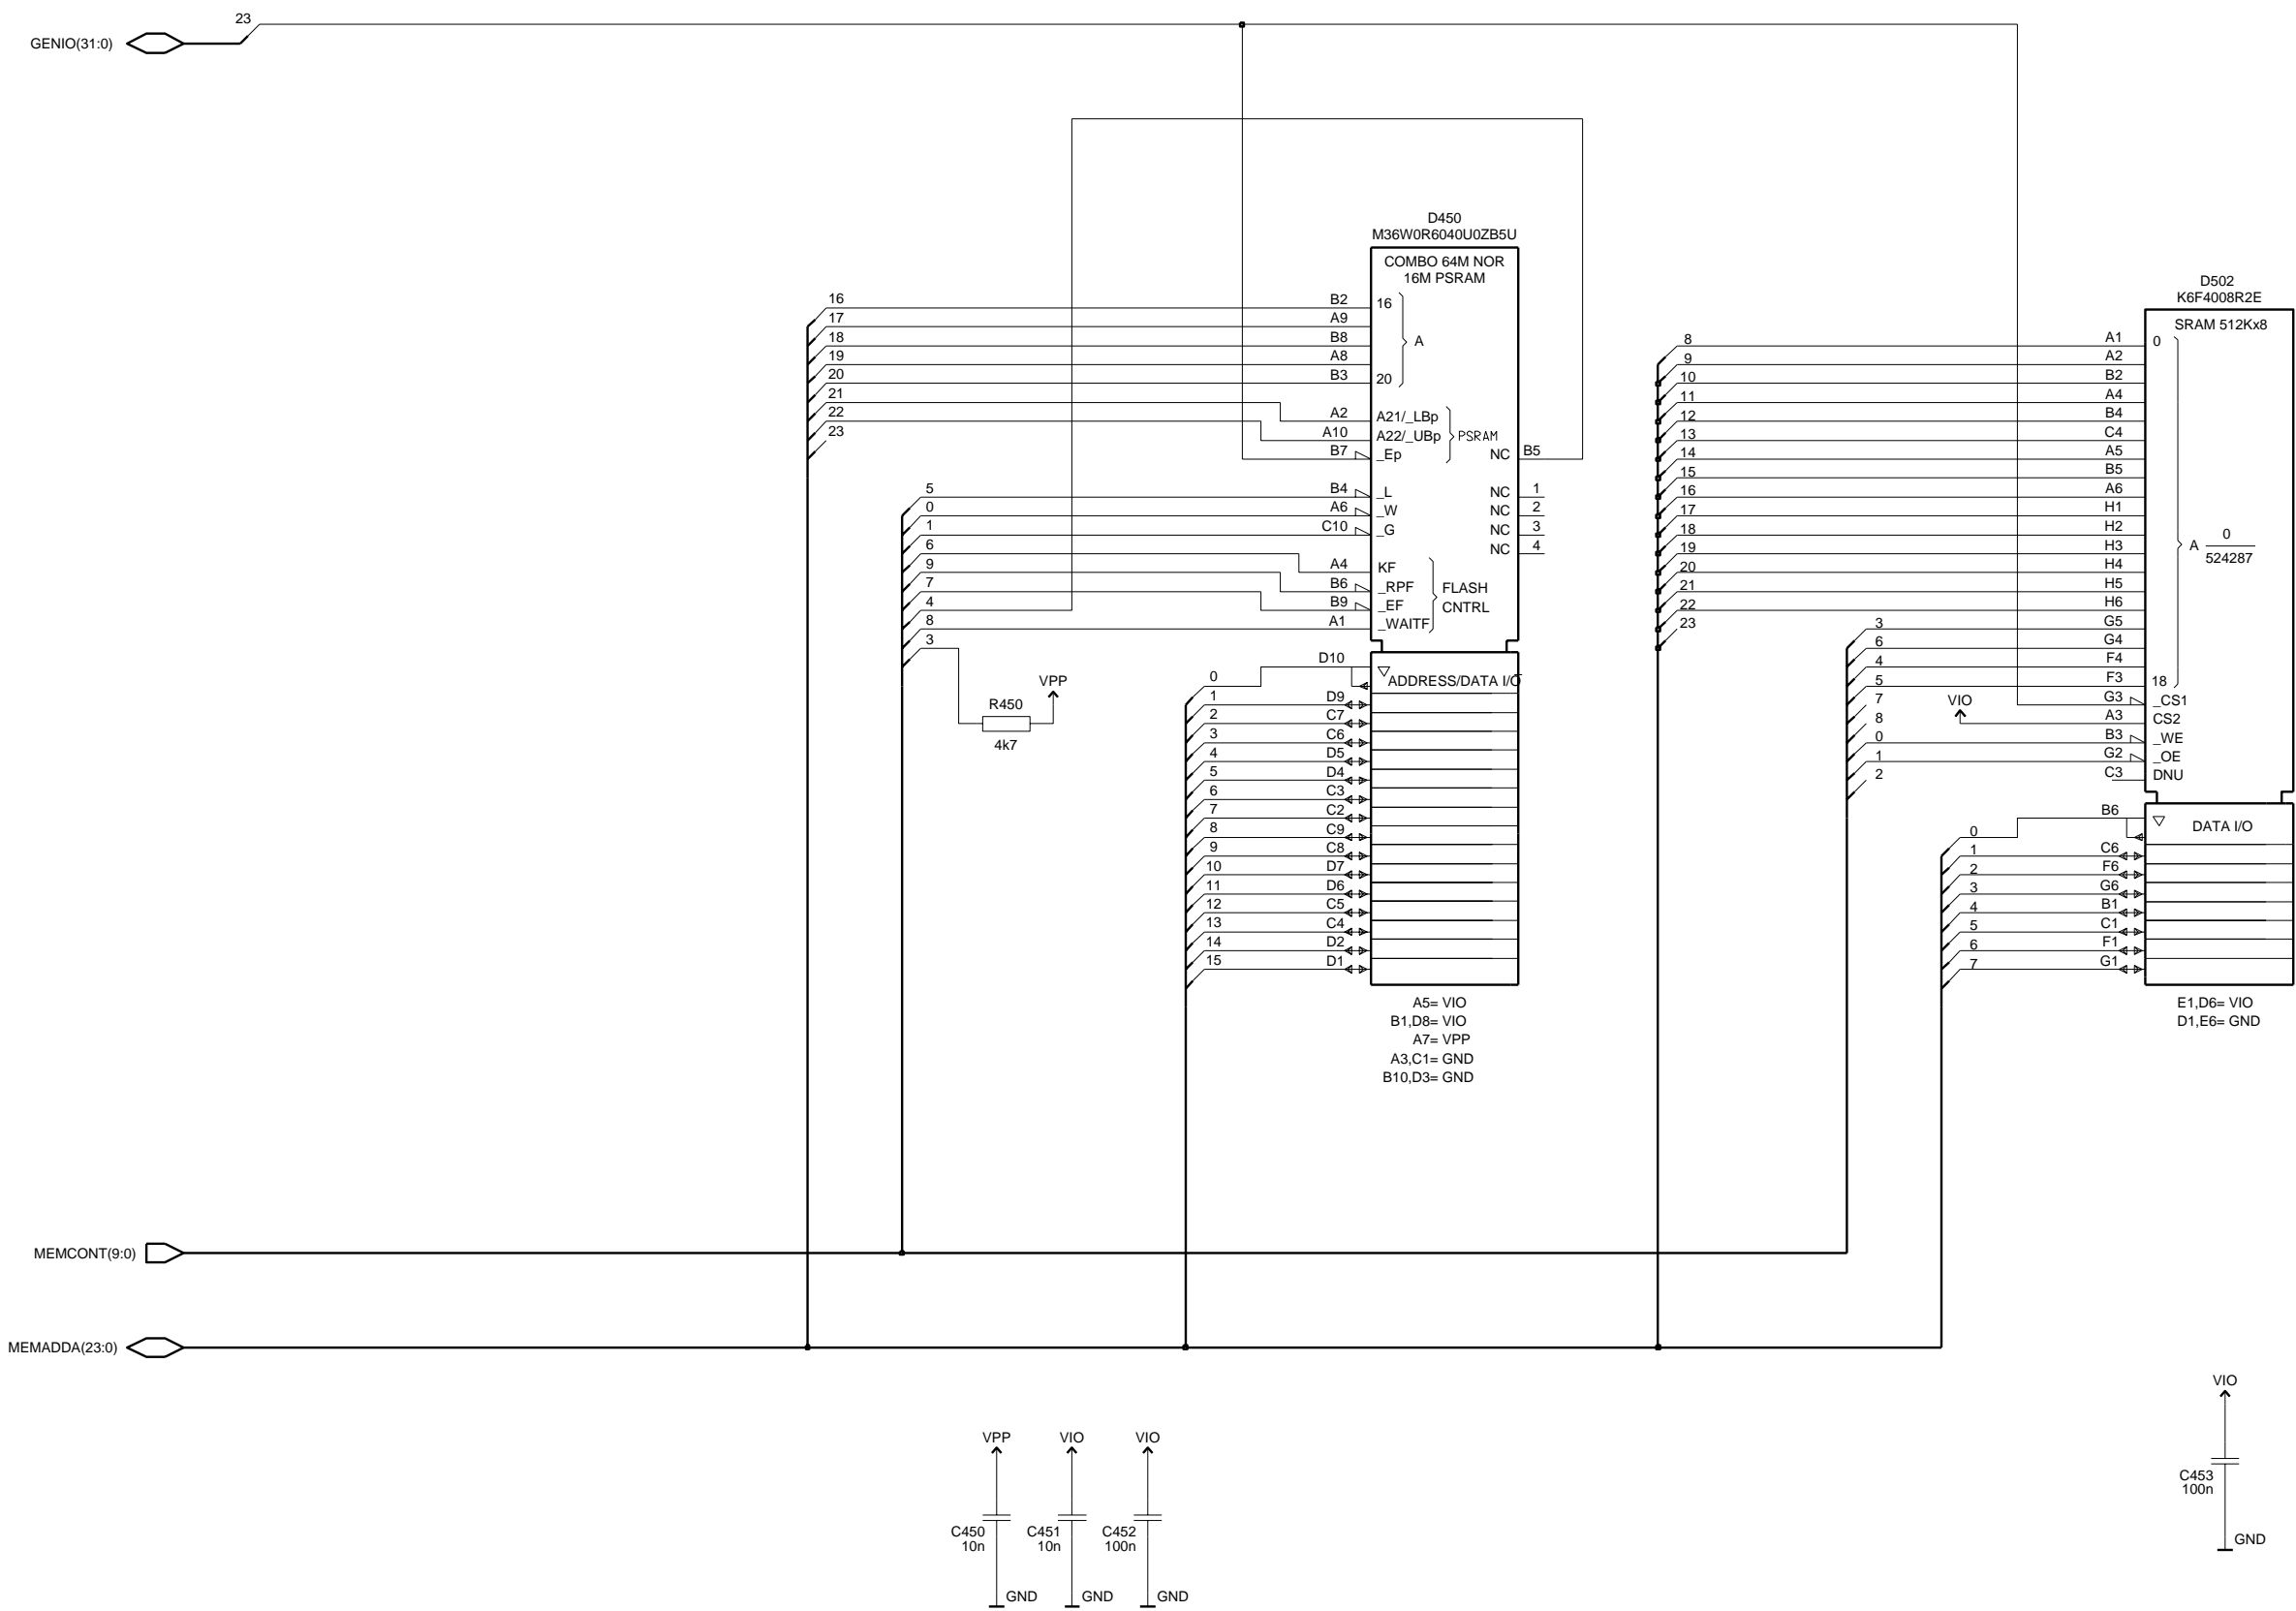 23
GENIO(31:0)
D450
M36W0R6040U0ZB5U
COMBO 64M NOR
16M PSRAM
16 B2 16
17 A9
18 B8
19 A8
20 B3 20
A
21 A2 A21/_LBp
22 A10 A22/_UBp
PSRAM
23
B7 _Ep
NC B5
5 B4 _L NC 1
0 A6 _W NC 2
1 C10 _G NC 3
NC 4
6 A4 KF
9 B6 _RPF
7 B9 _EF
4
8 A1 _WAITF
FLASH
CNTRL
3
VPP
R450
4k7
0 D10
ADDRESS/DATA I/O
1 D9
2 C7
3 C6
4 D5
5 D4
6 C3
7 C2
8 C9
9 C8
10 D7
11 D6
12 C5
13 C4
14 D2
15 D1
A5= VIO
B1,D8= VIO
A7= VPP
A3,C1= GND
B10,D3= GND
D502
K6F4008R2E
SRAM 512Kx8
8 A1 0
9 A2
10 B2
11 A4
12 B4
13 C4
14 A5
15 B5
16 A6
17 H1
18 H2
19 H3
20 H4
21 H5
22 H6
23
A 0
524287
3 G5
6 G4
4 F4
5 F3 18
7 G3 _CS1
VIO
8 A3 CS2
0 B3 _WE
1 G2 _OE
2 C3 DNU
0 B6
DATA I/O
1 C6
2 F6
3 G6
4 B1
5 C1
6 F1
7 G1
E1,D6= VIO
D1,E6= GND
MEMCONT(9:0)
MEMADDA(23:0)
VPP
C450
10n
GND
VIO
C451
10n
GND
VIO
C452
100n
GND
VIO
C453
100n
GND